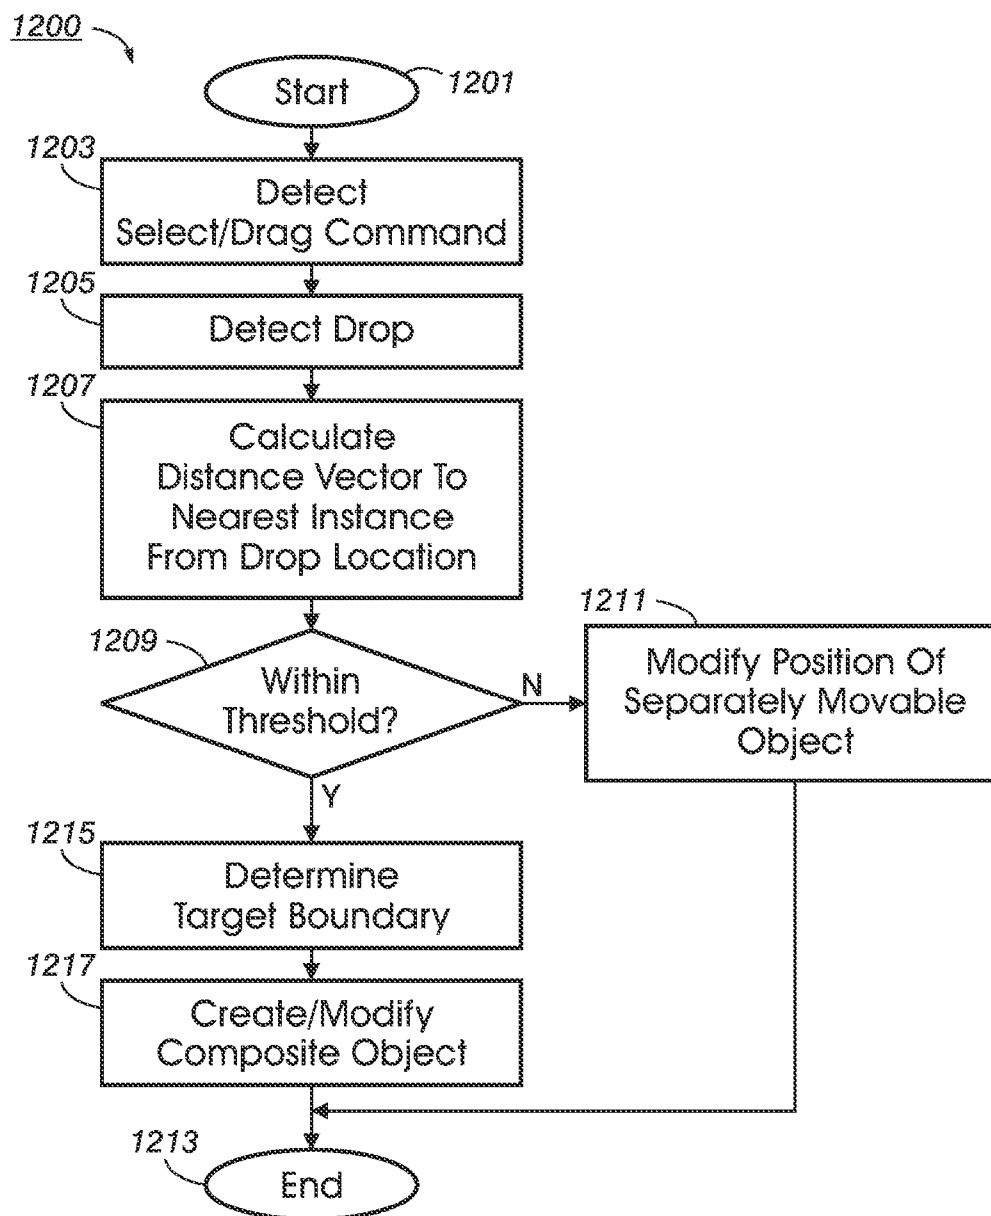 1200
Start
1201
1203
Detect
Select/Drag Command
1205
Detect Drop
1207
Calculate
Distance Vector To
Nearest Instance
From Drop Location
1209
Within
Threshold?
N
1211
Modify Position Of
Separately Movable
Object
Y
1215
Determine
Target Boundary
1217
Create/Modify
Composite Object
1213
End